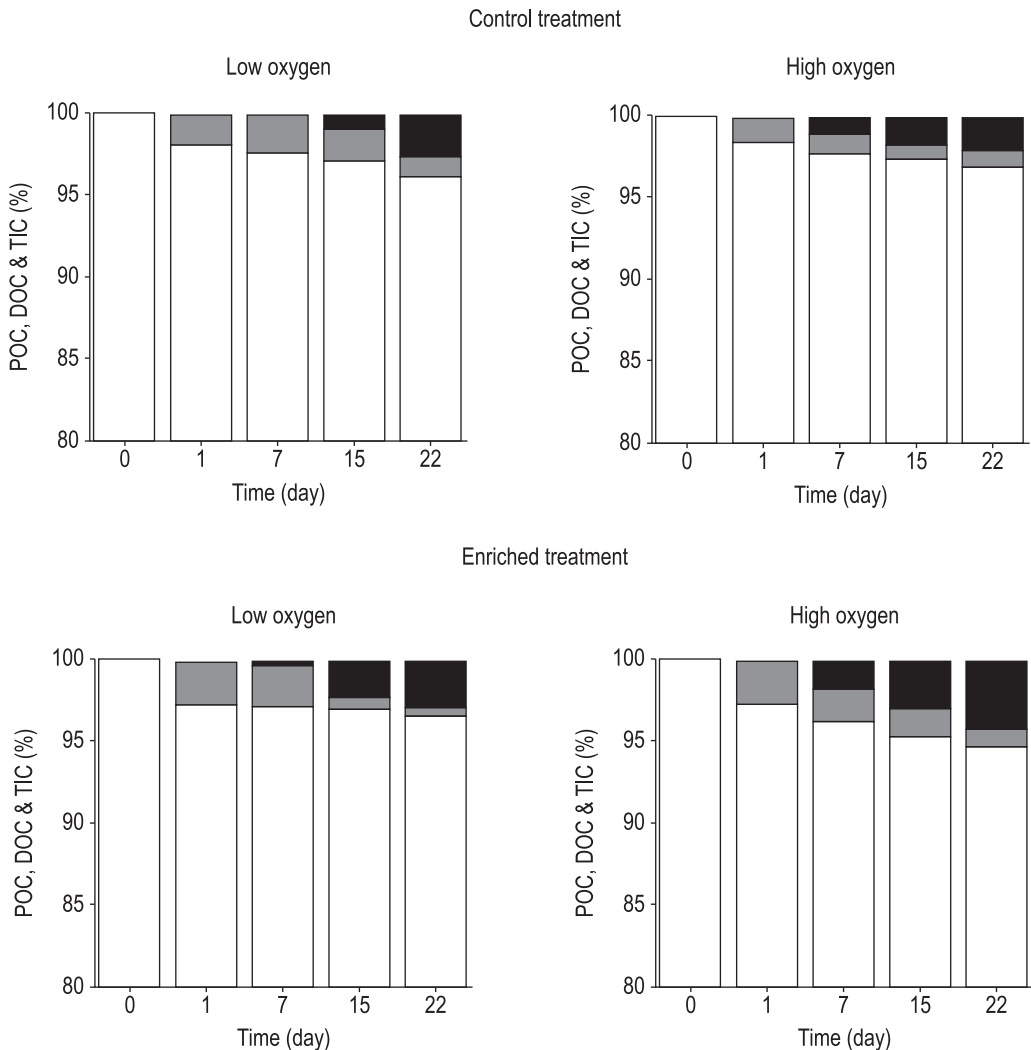 Control treatment
Low oxygen
POC, DOC & TIC (%)
100
95
90
85
80
0 1 7 15 22
Time (day)
High oxygen
POC, DOC & TIC (%)
100
95
90
85
80
0 1 7 15 22
Time (day)
Enriched treatment
Low oxygen
POC, DOC & TIC (%)
100
95
90
85
80
0 1 7 15 22
Time (day)
High oxygen
POC, DOC & TIC (%)
100
95
90
85
80
0 1 7 15 22
Time (day)